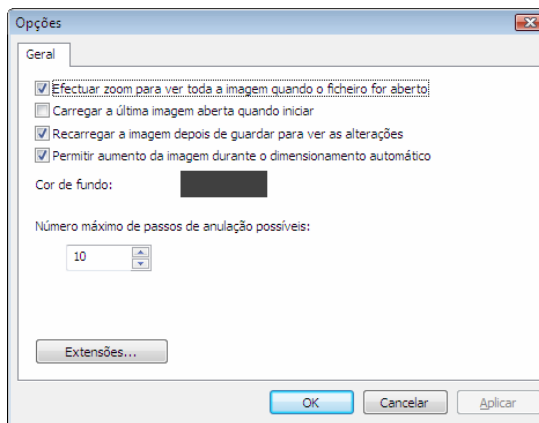 Opções
Geral
Efectuar zoom para ver toda a imagem quando o ficheiro for aberto
Carregar a última imagem aberta quando iniciar
Recarregar a imagem depois de guardar para ver as alterações
Permitir aumento da imagem durante o dimensionamento automático
Cor de fundo:
Número máximo de passos de anulação possíveis:
10
Extensões...
OK Cancelar Aplicar